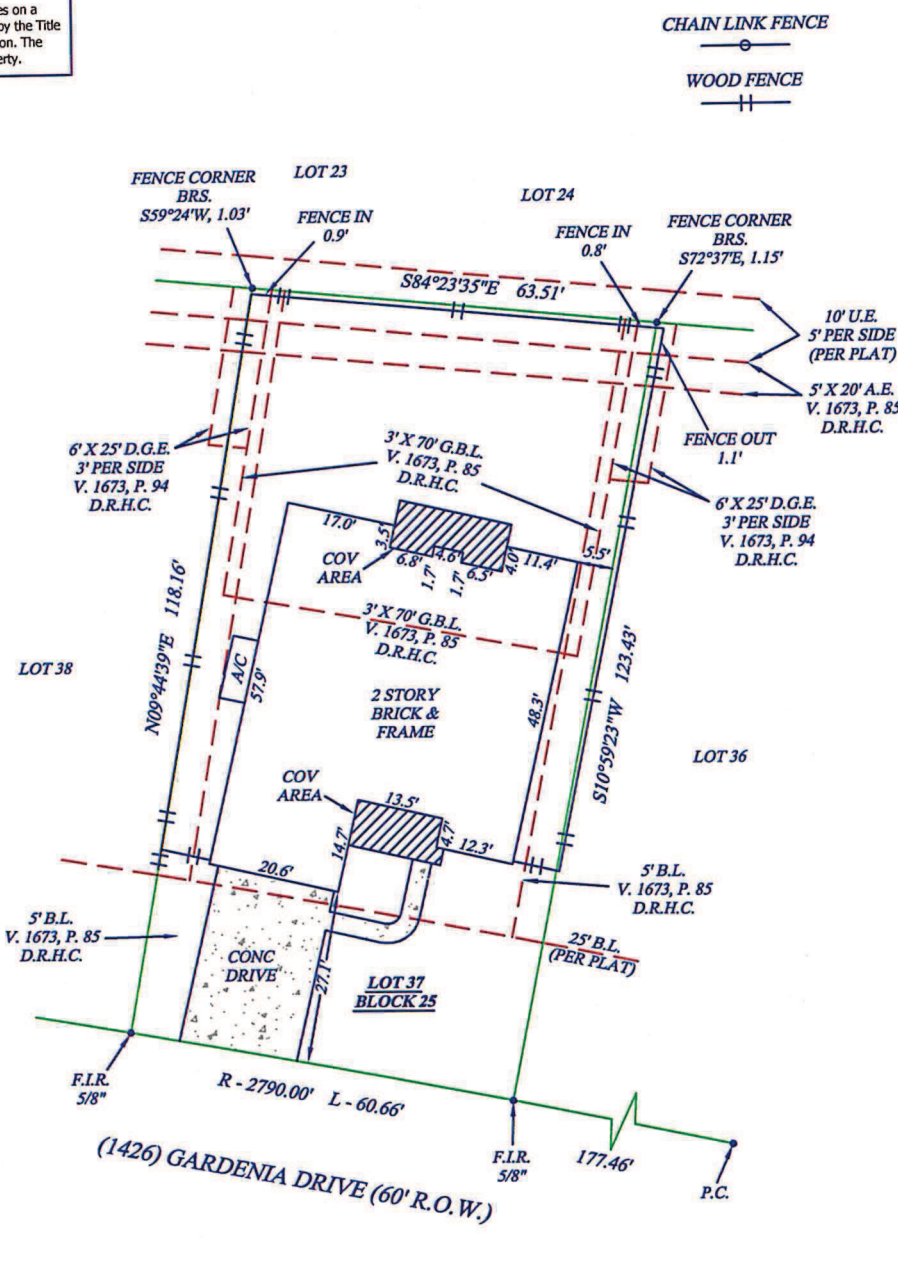 es on a
by the Title
on. The
erty.
CHAIN LINK FENCE
WOOD FENCE
LOT 23
LOT 24
FENCE CORNER
BRS.
S59°24'W, 1.03'
FENCE IN
0.9'
FENCE IN
0.8'
FENCE CORNER
BRS.
S72°37'E, 1.15'
S84°23'35"E 63.51'
10' U.E.
5' PER SIDE
(PER PLAT)
5' X 20' A.E.
V. 1673, P. 85
D.R.H.C.
6' X 25' D.G.E.
3' PER SIDE
V. 1673, P. 94
D.R.H.C.
3' X 70' G.B.L.
V. 1673, P. 85
D.R.H.C.
FENCE OUT
1.1'
6' X 25' D.G.E.
3' PER SIDE
V. 1673, P. 94
D.R.H.C.
17.0'
3.5'
COV
AREA
6.8'
1.7'
4.6'
1.7'
6.5'
4.0'
11.4'
5.5'
N09°44'39"E 118.16'
3' X 70' G.B.L.
V. 1673, P. 85
D.R.H.C.
LOT 38
A/C
57.9'
2 STORY
BRICK &
FRAME
48.3'
S10°59'23"W 123.43'
LOT 36
COV
AREA
13.5'
14.7'
4.7'
12.3'
20.6'
5' B.L.
V. 1673, P. 85
D.R.H.C.
5' B.L.
V. 1673, P. 85
D.R.H.C.
25' B.L.
(PER PLAT)
CONC
DRIVE
27.1'
LOT 37
BLOCK 25
F.I.R.
5/8"
R - 2790.00' L - 60.66'
F.I.R.
5/8"
177.46'
P.C.
(1426) GARDENIA DRIVE (60' R.O.W.)